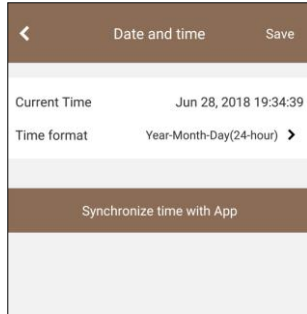 Date and time Save
Current Time Jun 28, 2018 19:34:39
Time format Year-Month-Day(24-hour)
Synchronize time with App